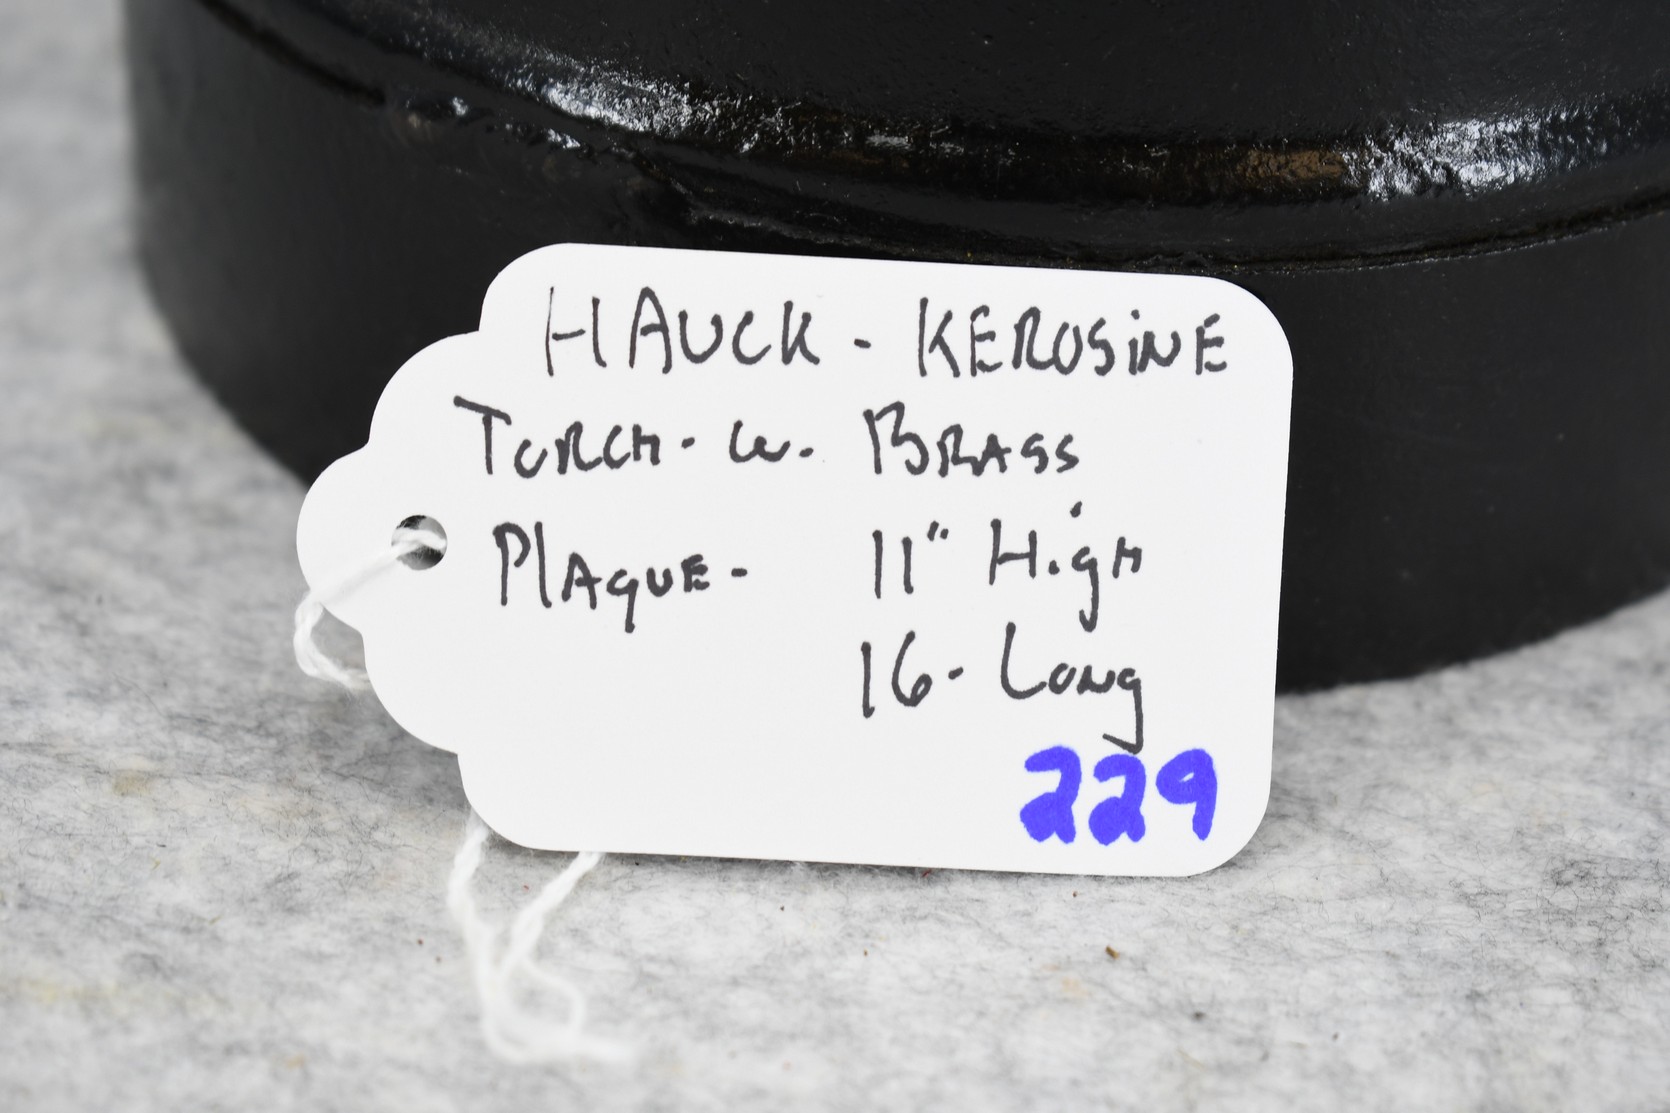 HAUCK - KEROSiNE
TORCH - W. BRASS
PlAqUE - 11" High
16 - Long
229